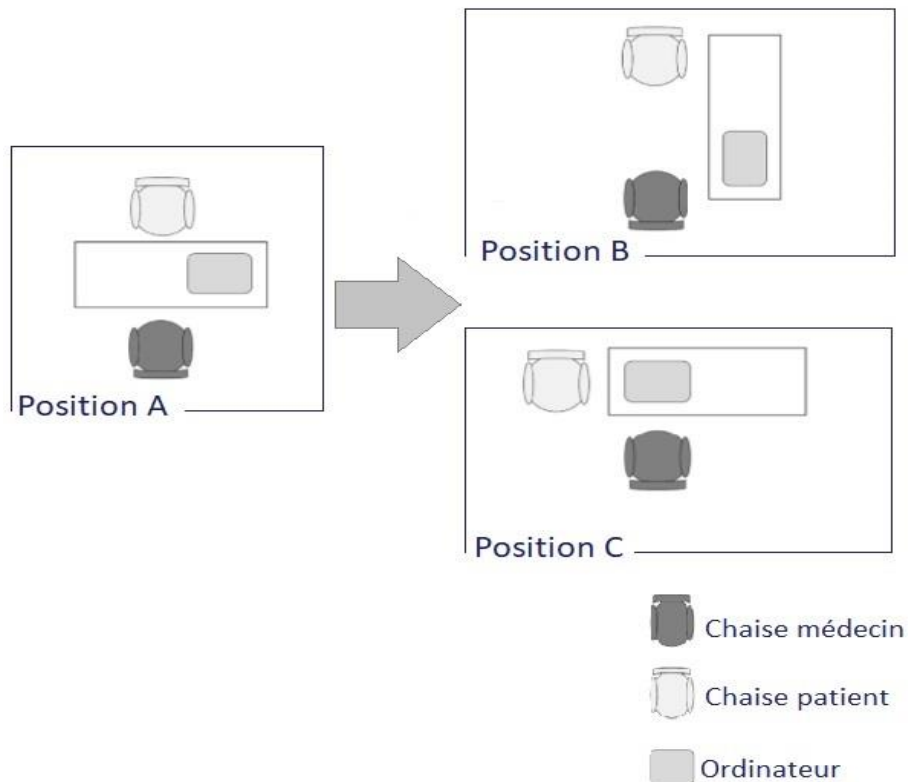 Position A
Position B
Position C
Chaise médecin
Chaise patient
Ordinateur